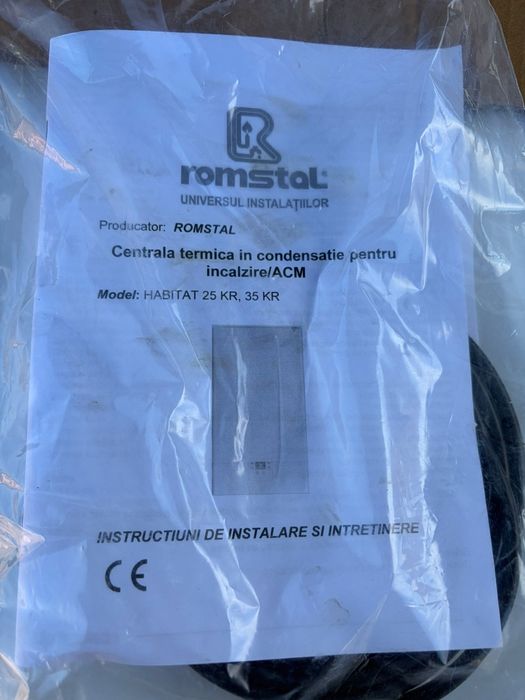 romstal
UNIVERSUL INSTALAȚIILOR
Producator: ROMSTAL
Centrala termica in condensatie pentru
incalzire/ACM
Model: HABITAT 25 KR, 35 KR
INSTRUCTIUNI DE INSTALARE SI INTRETINERE
CE